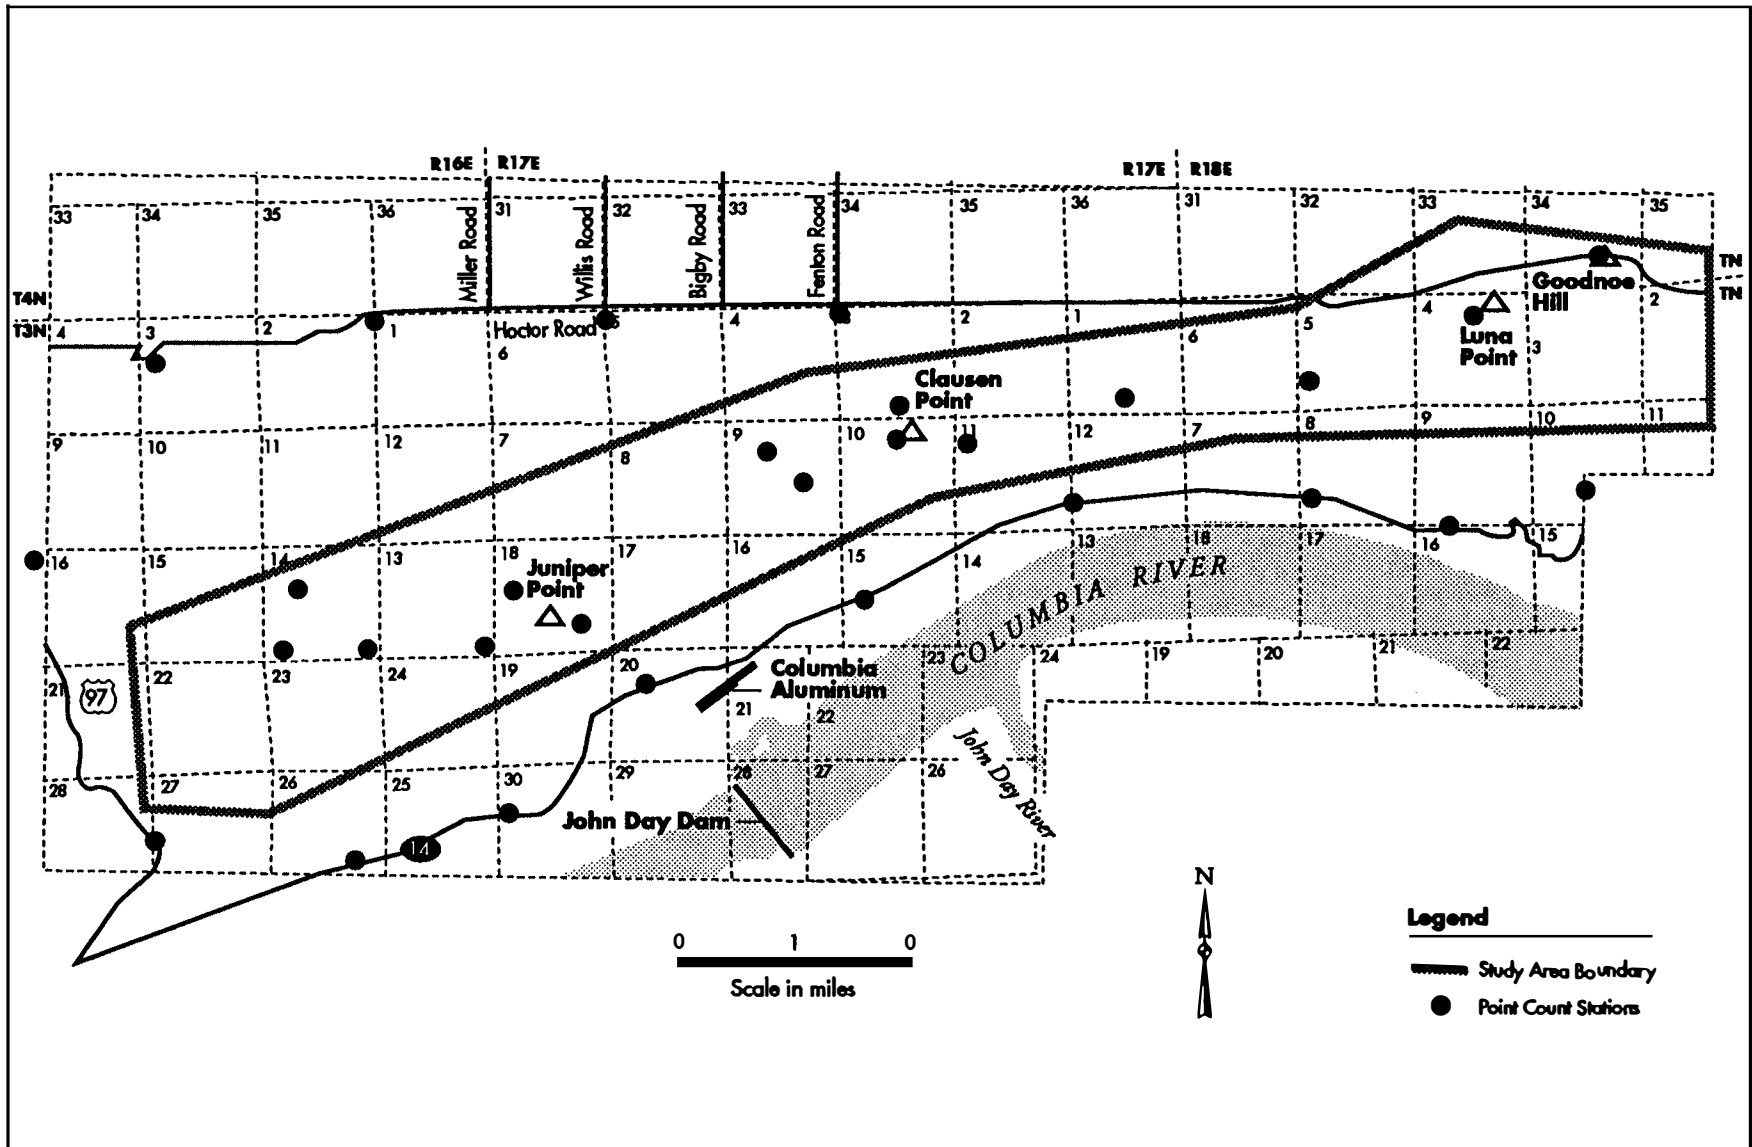 R16E R17E R17E R18E
33 34 35 36 31 32 33 34 35 36 31 32 33 34 35
Miller Road
Willis Road
Bigby Road
Fenton Road
TN
T4N
TN
T3N
4 3 2 1 Hoctor Road 5 4 3 2 1 6 5 4 3 2
6
Goodnoe
Hill
Luna
Point
Clausen
Point
9 10 11 12 7 8 9 10 11 12 7 8 9 10 11
16 15 14 13 18 17 16 15 14 13 18 17 16 15
Juniper
Point
COLUMBIA RIVER
21 22 23 24 19 20 21 22 23 24 19 20 21 22
97
Columbia
Aluminum
28 27 26 25 30 29 28 27 26
John Day River
John Day Dam
14
N
0 1 0
Scale in miles
Legend
Study Area Boundary
Point Count Stations